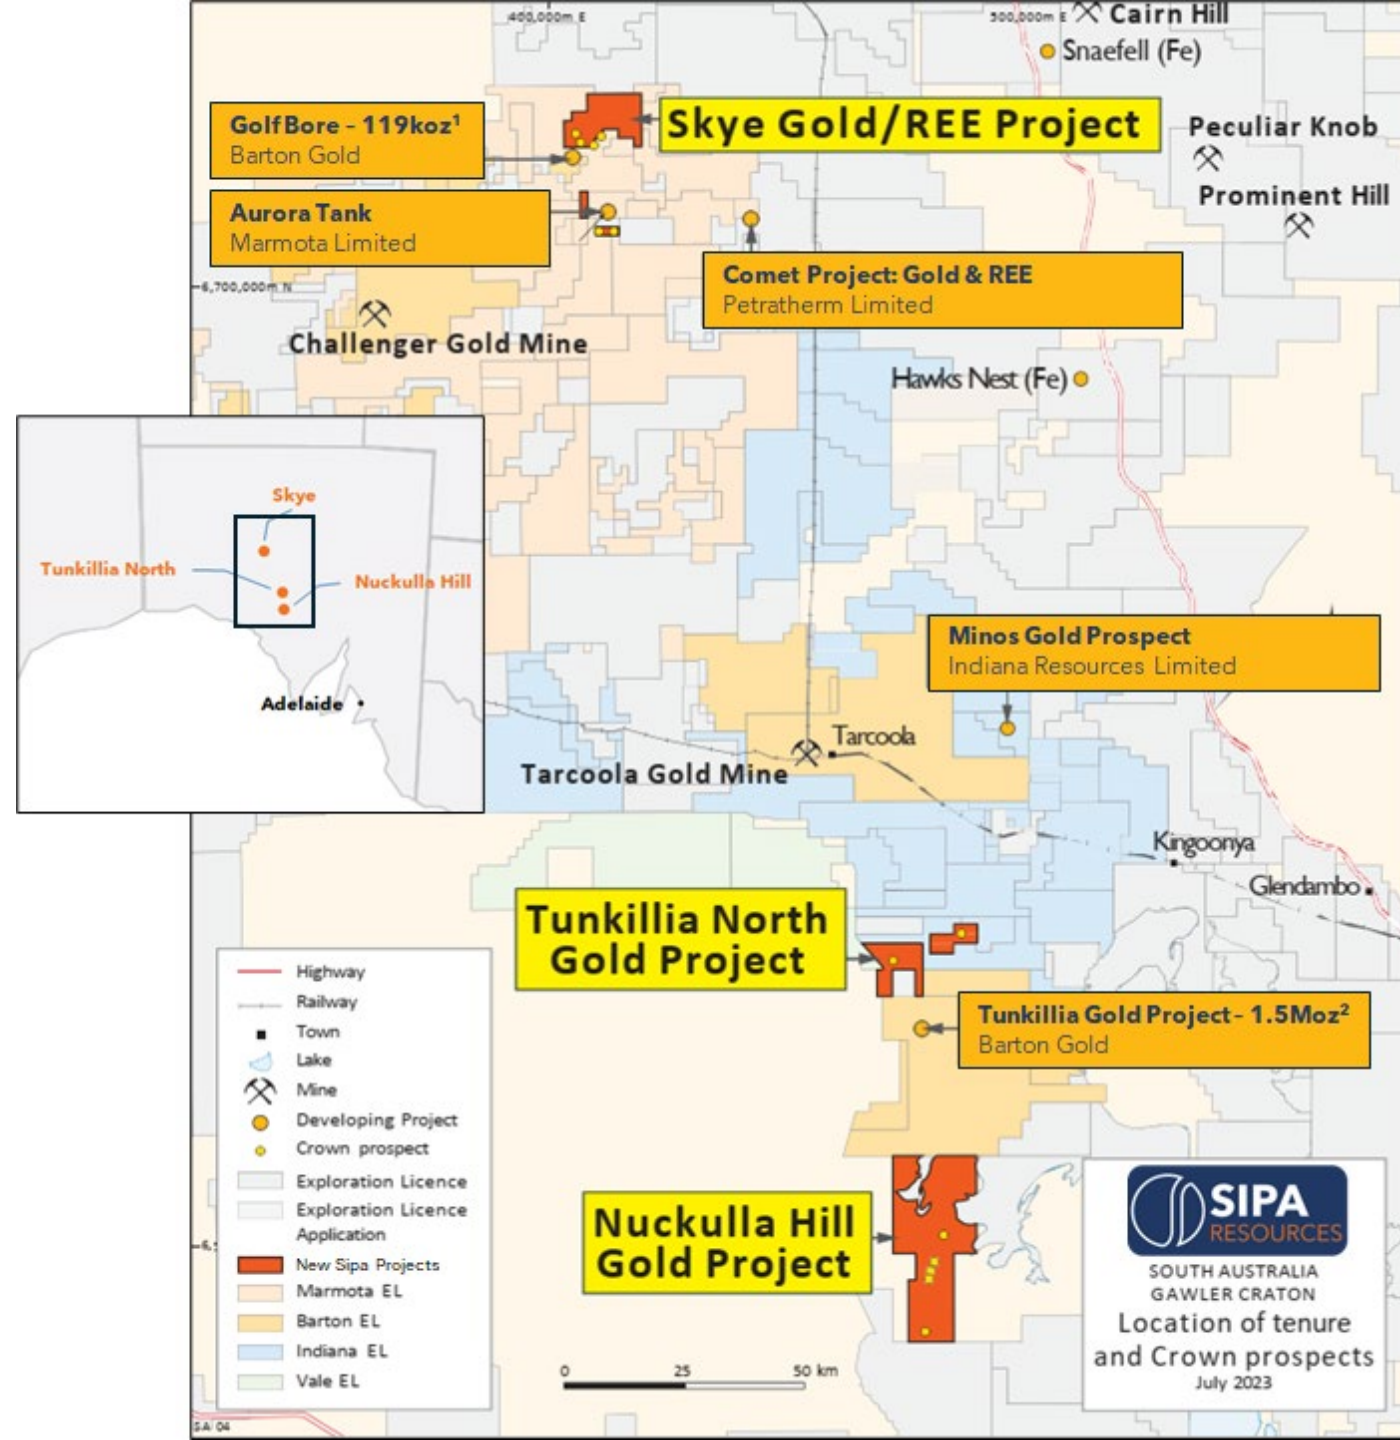 400,000m E
500,000m E
Cairn Hill
Snaefell (Fe)
Skye Gold/REE Project
Golf Bore – 119koz¹
Barton Gold
Peculiar Knob
Prominent Hill
Aurora Tank
Marmota Limited
Comet Project: Gold & REE
Petratherm Limited
6,700,000m N
Challenger Gold Mine
Hawks Nest (Fe)
Skye
Tunkillia North
Nuckulla Hill
Adelaide
Minos Gold Prospect
Indiana Resources Limited
Tarcoola
Tarcoola Gold Mine
Kingoonya
Glendambo
Tunkillia North
Gold Project
Tunkillia Gold Project – 1.5Moz²
Barton Gold
Nuckulla Hill
Gold Project
Highway
Railway
Town
Lake
Mine
Developing Project
Crown prospect
Exploration Licence
Exploration Licence
Application
New Sipa Projects
Marmota EL
Barton EL
Indiana EL
Vale EL
0 25 50 km
SIPA
RESOURCES
SOUTH AUSTRALIA
GAWLER CRATON
Location of tenure
and Crown prospects
July 2023